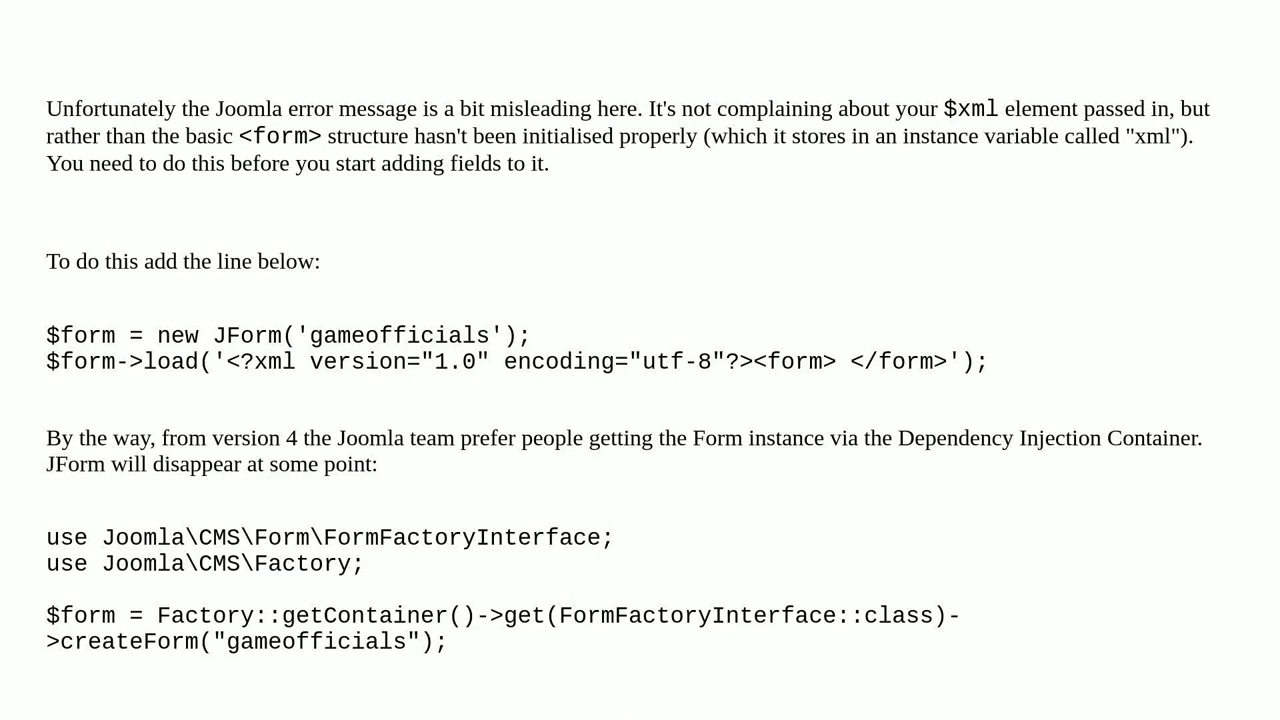 Unfortunately the Joomla error message is a bit misleading here. It's not complaining about your $xml element passed in, but
rather than the basic <form> structure hasn't been initialised properly (which it stores in an instance variable called "xml").
You need to do this before you start adding fields to it.
To do this add the line below:
$form = new JForm('gameofficials');
$form->load('<?xml version="1.0" encoding="utf-8"?><form> </form>');
By the way, from version 4 the Joomla team prefer people getting the Form instance via the Dependency Injection Container.
JForm will disappear at some point:
use Joomla\CMS\Form\FormFactoryInterface;
use Joomla\CMS\Factory;
$form = Factory::getContainer()->get(FormFactoryInterface::class)-
>createForm("gameofficials");